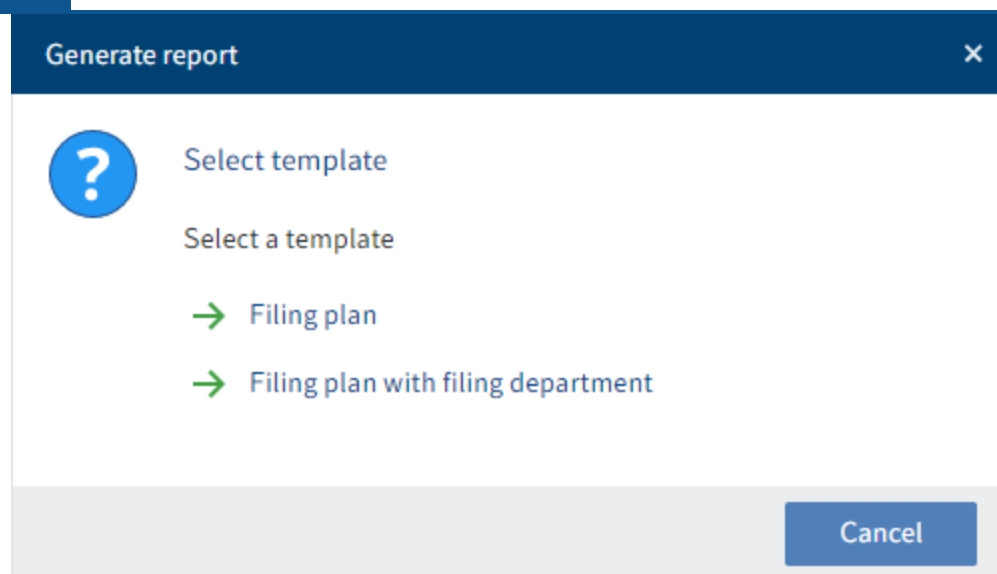 Generate report
Select template
Select a template
Filing plan
Filing plan with filing department
Cancel